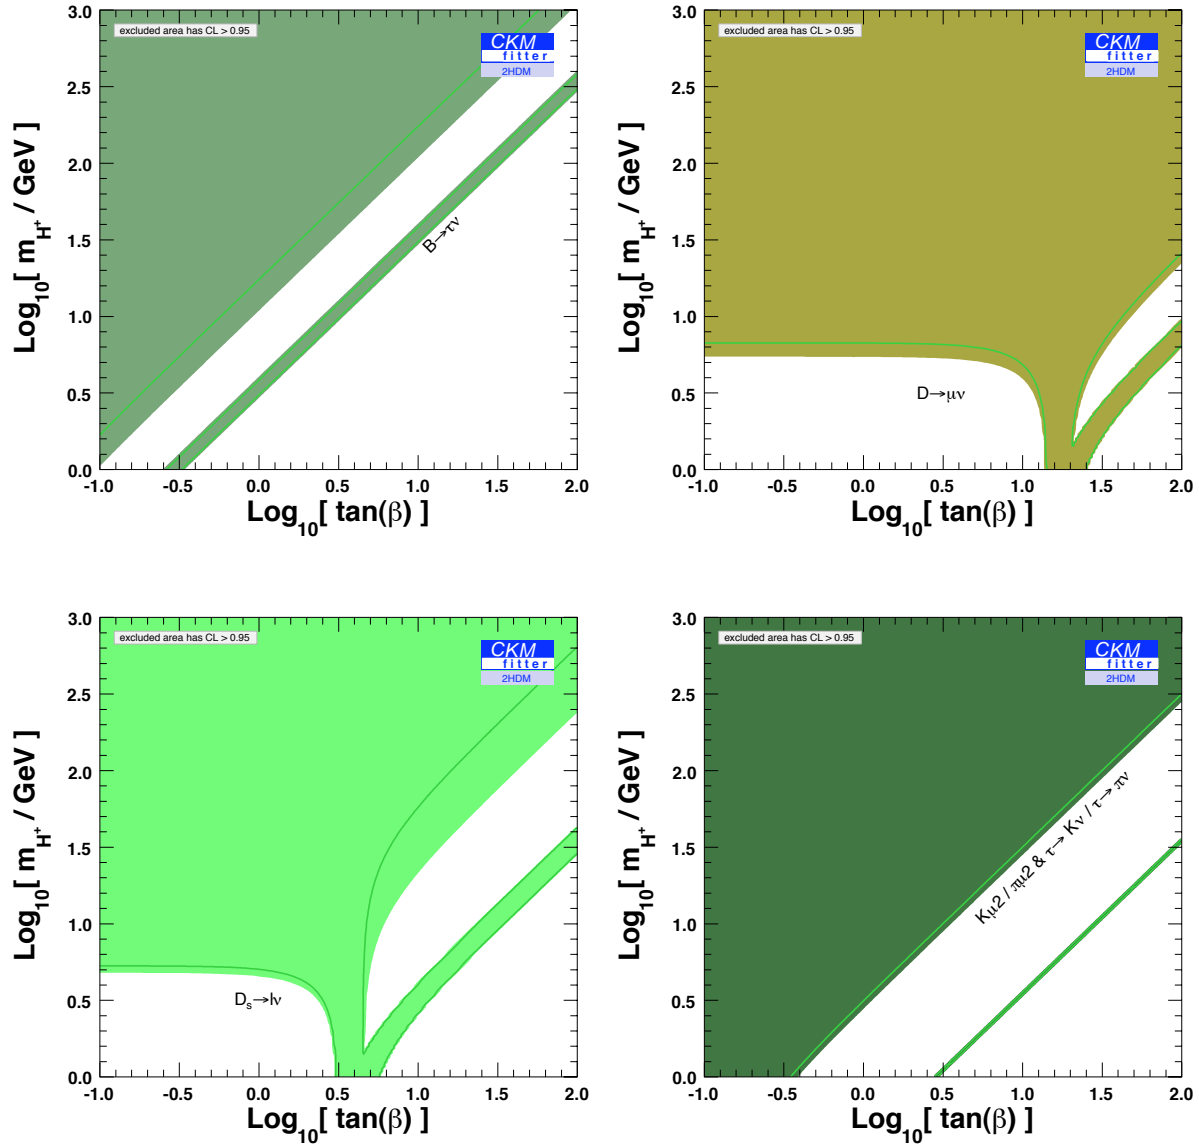 excluded area has CL > 0.95
CKM
fitter
2HDM
B→τν
3.0
2.5
2.0
1.5
1.0
0.5
0.0
-1.0 -0.5 0.0 0.5 1.0 1.5 2.0
Log10[ mH+ / GeV ]
Log10[ tan(β) ]
excluded area has CL > 0.95
CKM
fitter
2HDM
D→μν
3.0
2.5
2.0
1.5
1.0
0.5
0.0
-1.0 -0.5 0.0 0.5 1.0 1.5 2.0
Log10[ mH+ / GeV ]
Log10[ tan(β) ]
excluded area has CL > 0.95
CKM
fitter
2HDM
Ds→lν
3.0
2.5
2.0
1.5
1.0
0.5
0.0
-1.0 -0.5 0.0 0.5 1.0 1.5 2.0
Log10[ mH+ / GeV ]
Log10[ tan(β) ]
excluded area has CL > 0.95
CKM
fitter
2HDM
Kμ2 / πμ2 & τ→ Kν / τ→ πν
3.0
2.5
2.0
1.5
1.0
0.5
0.0
-1.0 -0.5 0.0 0.5 1.0 1.5 2.0
Log10[ mH+ / GeV ]
Log10[ tan(β) ]